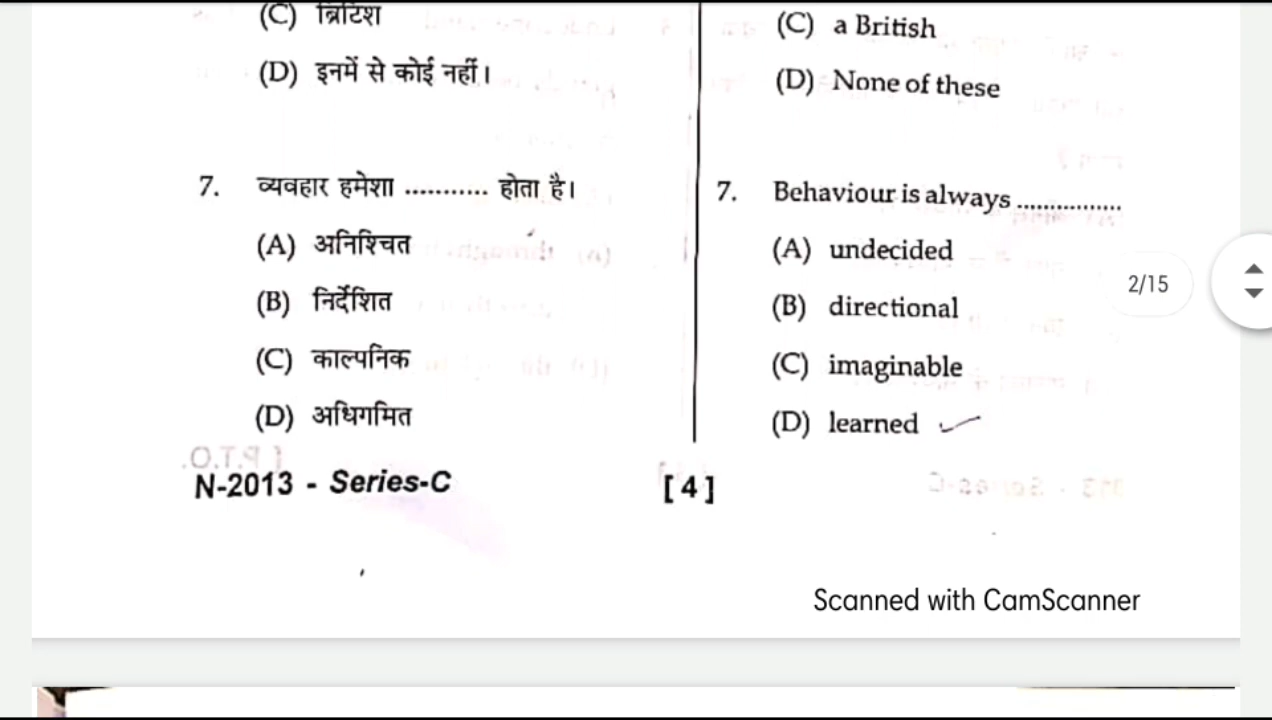 (C) ब्रिटिश
(D) इनमें से कोई नहीं।
7. व्यवहार हमेशा ........... होता है।
(A) अनिश्चित
(B) निर्देशित
(C) काल्पनिक
(D) अधिगमित
N-2013 - Series-C
(C) a British
(D) None of these
7. Behaviour is always ................
(A) undecided
(B) directional
(C) imaginable
(D) learned
[ 4 ]
2/15
Scanned with CamScanner